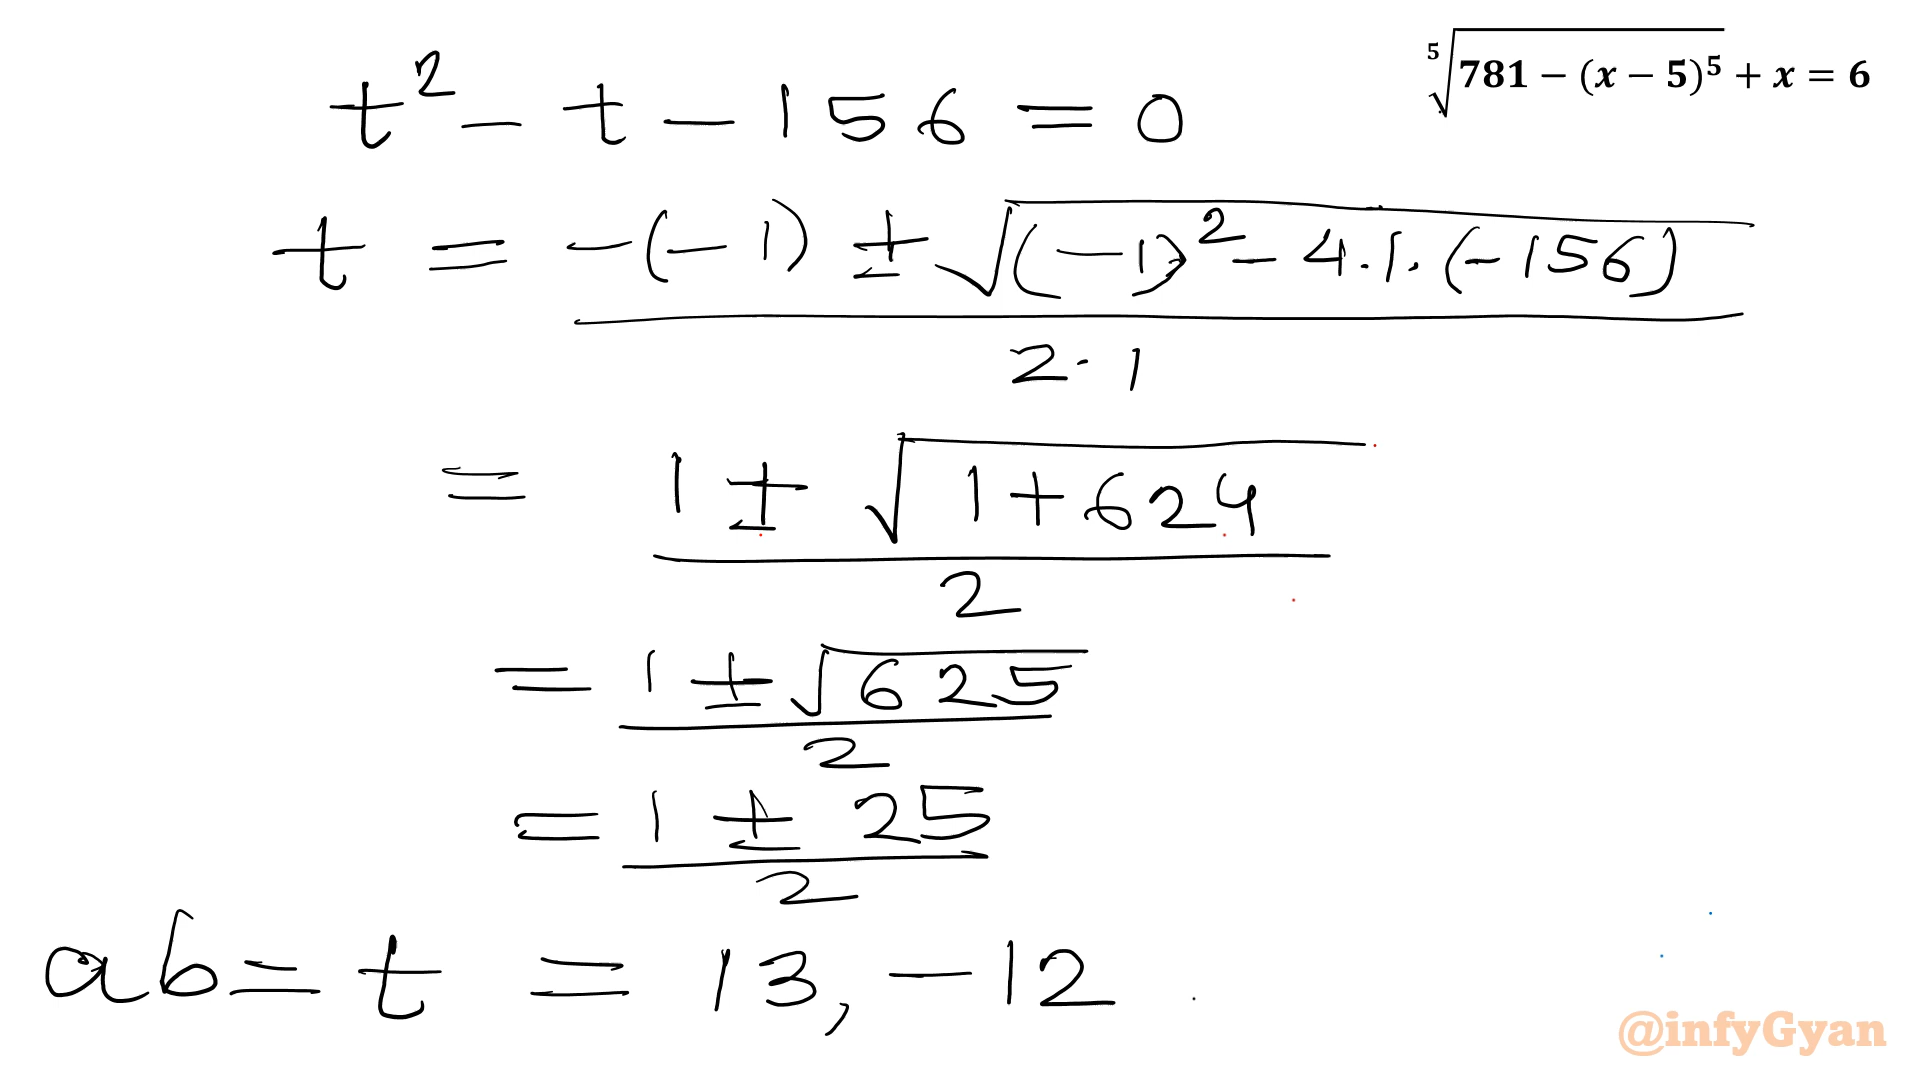 t² - t - 156 = 0
⁵√(781 − (x − 5)⁵) + x = 6
t = (-(-1) ± √((-1)² - 4.1.(-156))) / (2·1)
= (1 ± √(1+624)) / 2
= (1 ± √625) / 2
= (1 ± 25) / 2
ab = t = 13, -12
@infyGyan